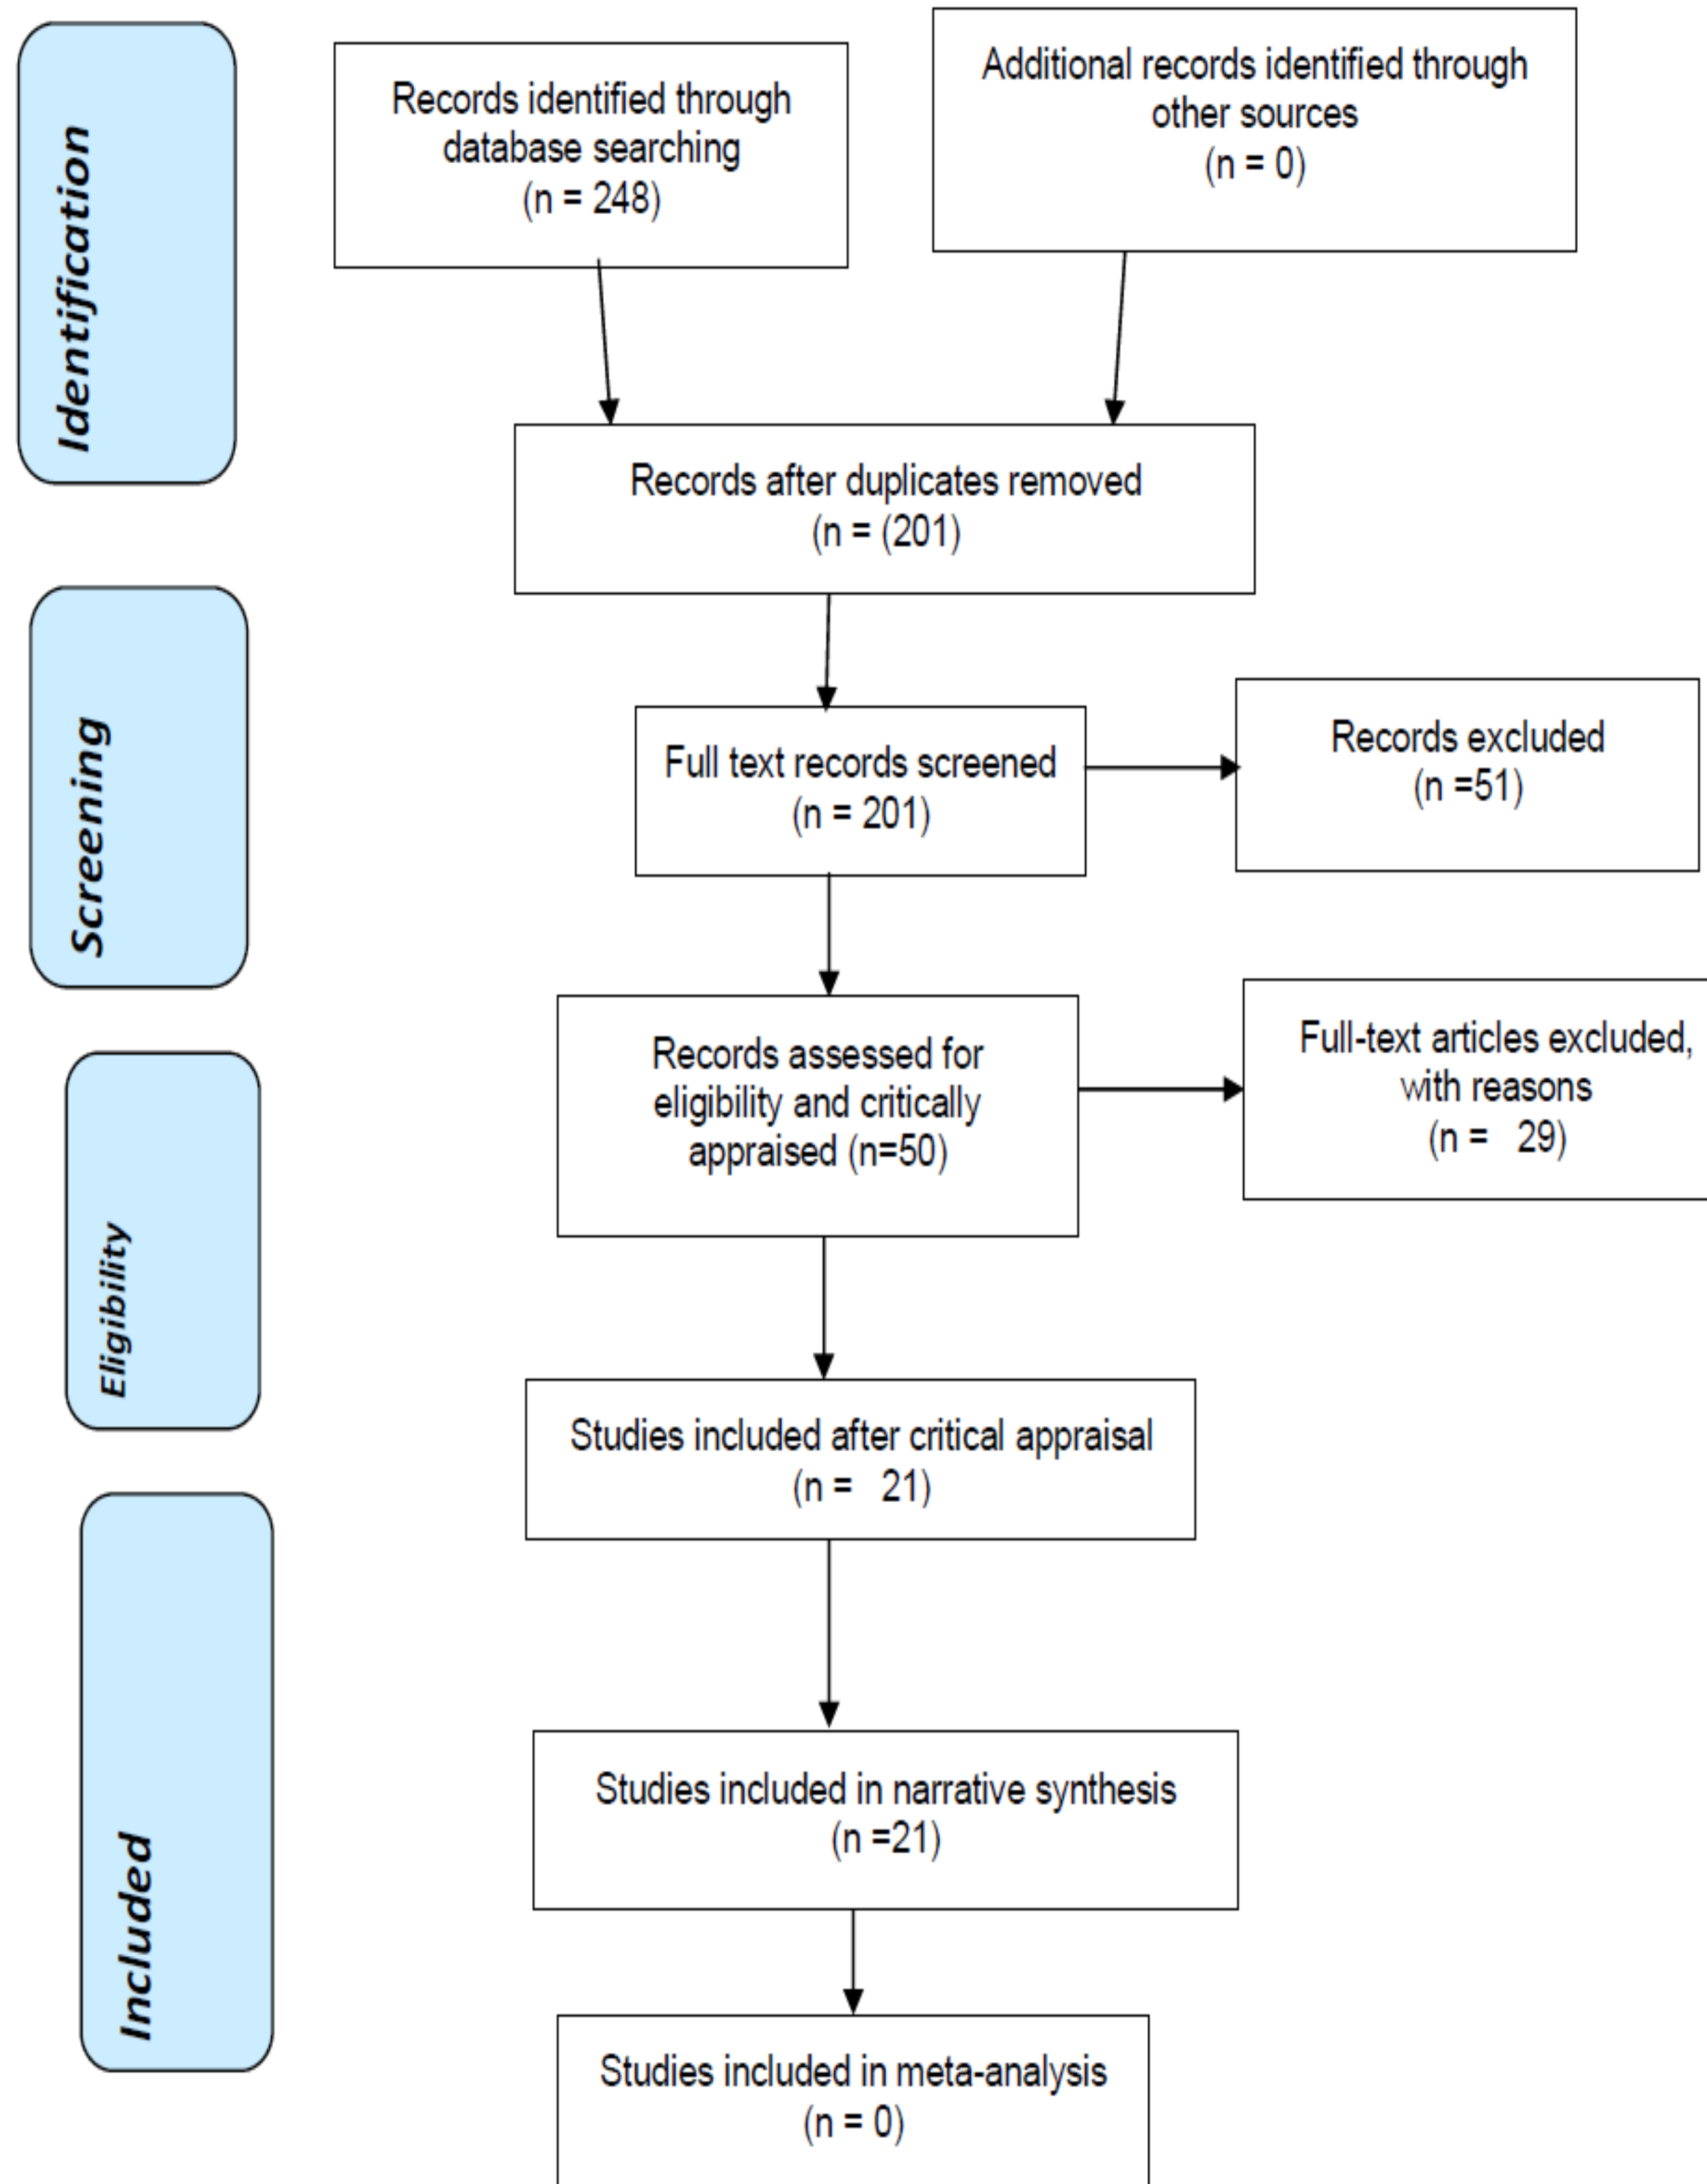 Identification
Records identified through
database searching
(n = 248)
Additional records identified through
other sources
(n = 0)
Records after duplicates removed
(n = (201)
Screening
Full text records screened
(n = 201)
Records excluded
(n =51)
Eligibility
Records assessed for
eligibility and critically
appraised (n=50)
Full-text articles excluded,
with reasons
(n =   29)
Studies included after critical appraisal
(n =   21)
Included
Studies included in narrative synthesis
(n =21)
Studies included in meta-analysis
(n = 0)